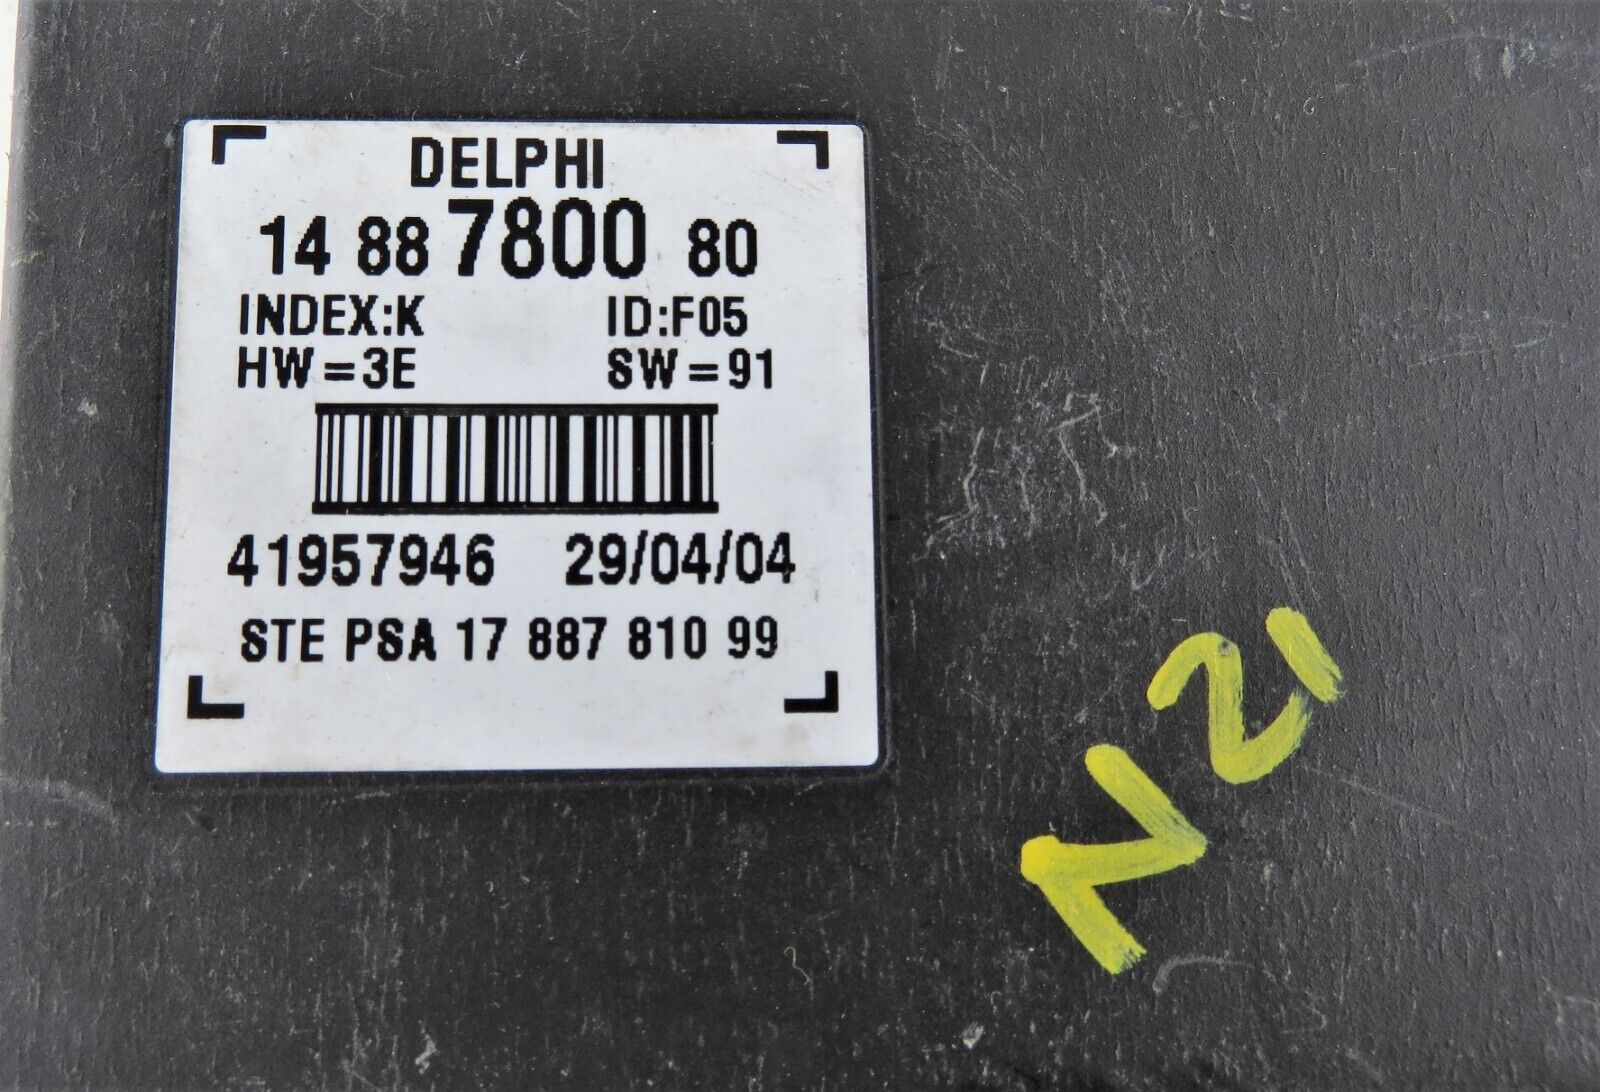 DELPHI
14 88 7800 80
INDEX:K ID:F05
HW=3E SW=91
41957946 29/04/04
STE PSA 17 887 810 99